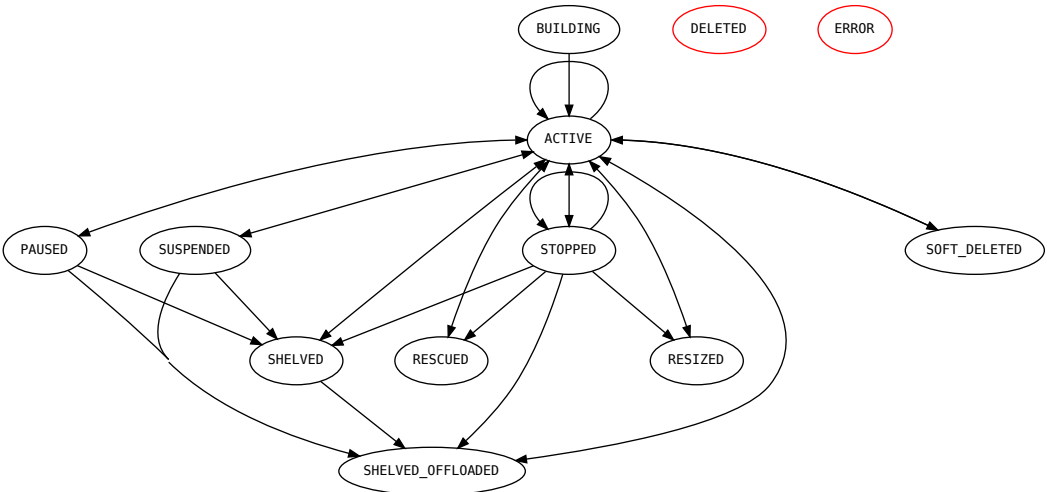 BUILDING
DELETED
ERROR
ACTIVE
PAUSED
SUSPENDED
STOPPED
SOFT_DELETED
SHELVED
RESCUED
RESIZED
SHELVED_OFFLOADED